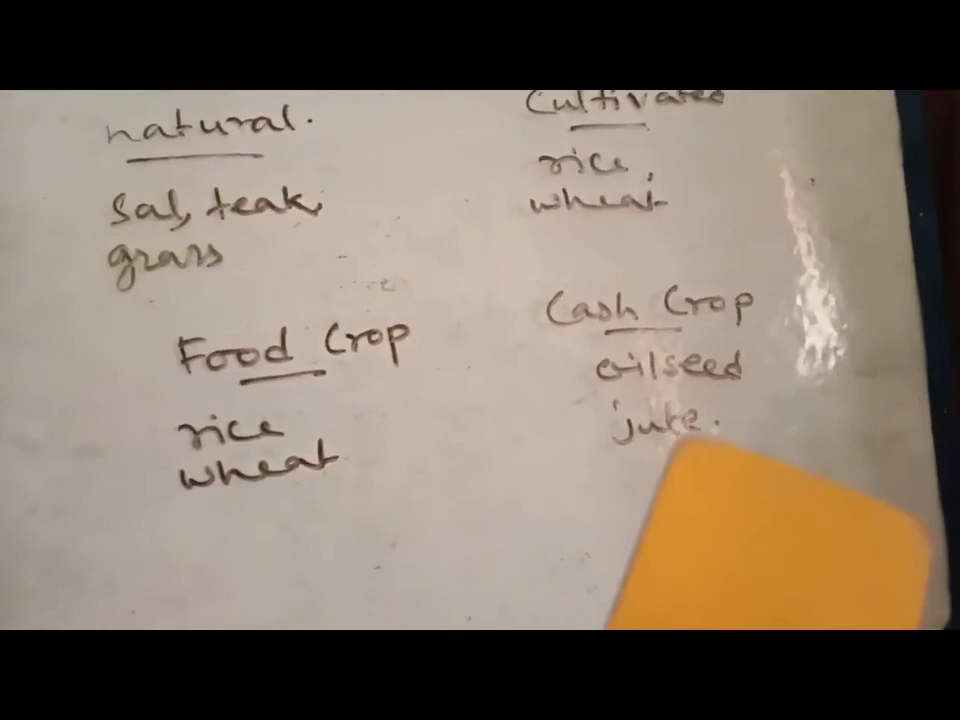 natural.
Sal, teak,
grass
Cultivated
rice,
wheat
Food Crop
rice
wheat
Cash Crop
oilseed
jute.